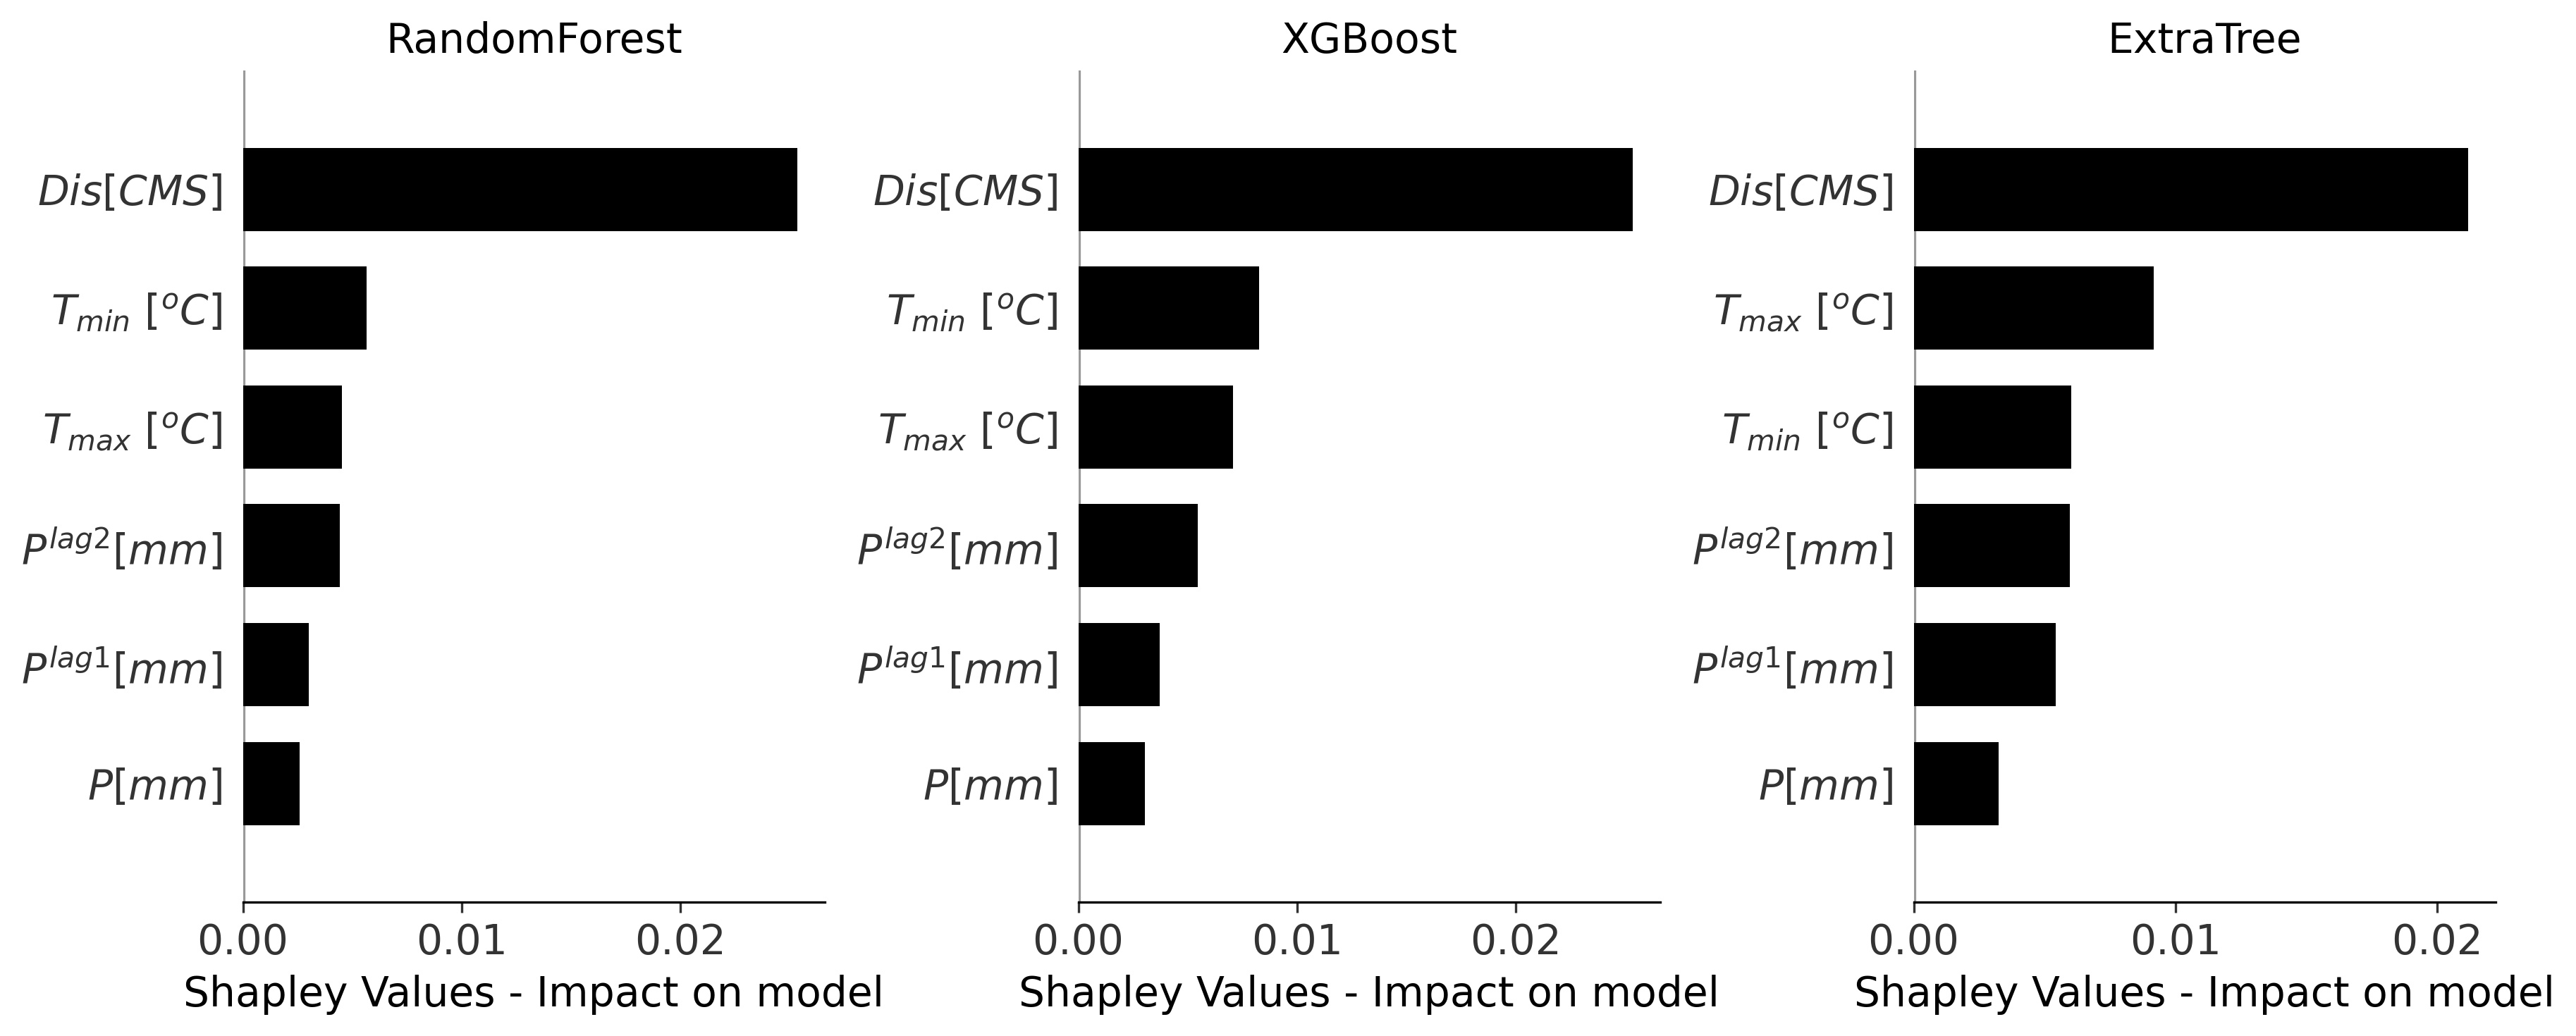 RandomForest
Dis[CMS]
T_min [°C]
T_max [°C]
P^lag2[mm]
P^lag1[mm]
P[mm]
0.00 0.01 0.02
Shapley Values - Impact on model
XGBoost
Dis[CMS]
T_min [°C]
T_max [°C]
P^lag2[mm]
P^lag1[mm]
P[mm]
0.00 0.01 0.02
Shapley Values - Impact on model
ExtraTree
Dis[CMS]
T_max [°C]
T_min [°C]
P^lag2[mm]
P^lag1[mm]
P[mm]
0.00 0.01 0.02
Shapley Values - Impact on model